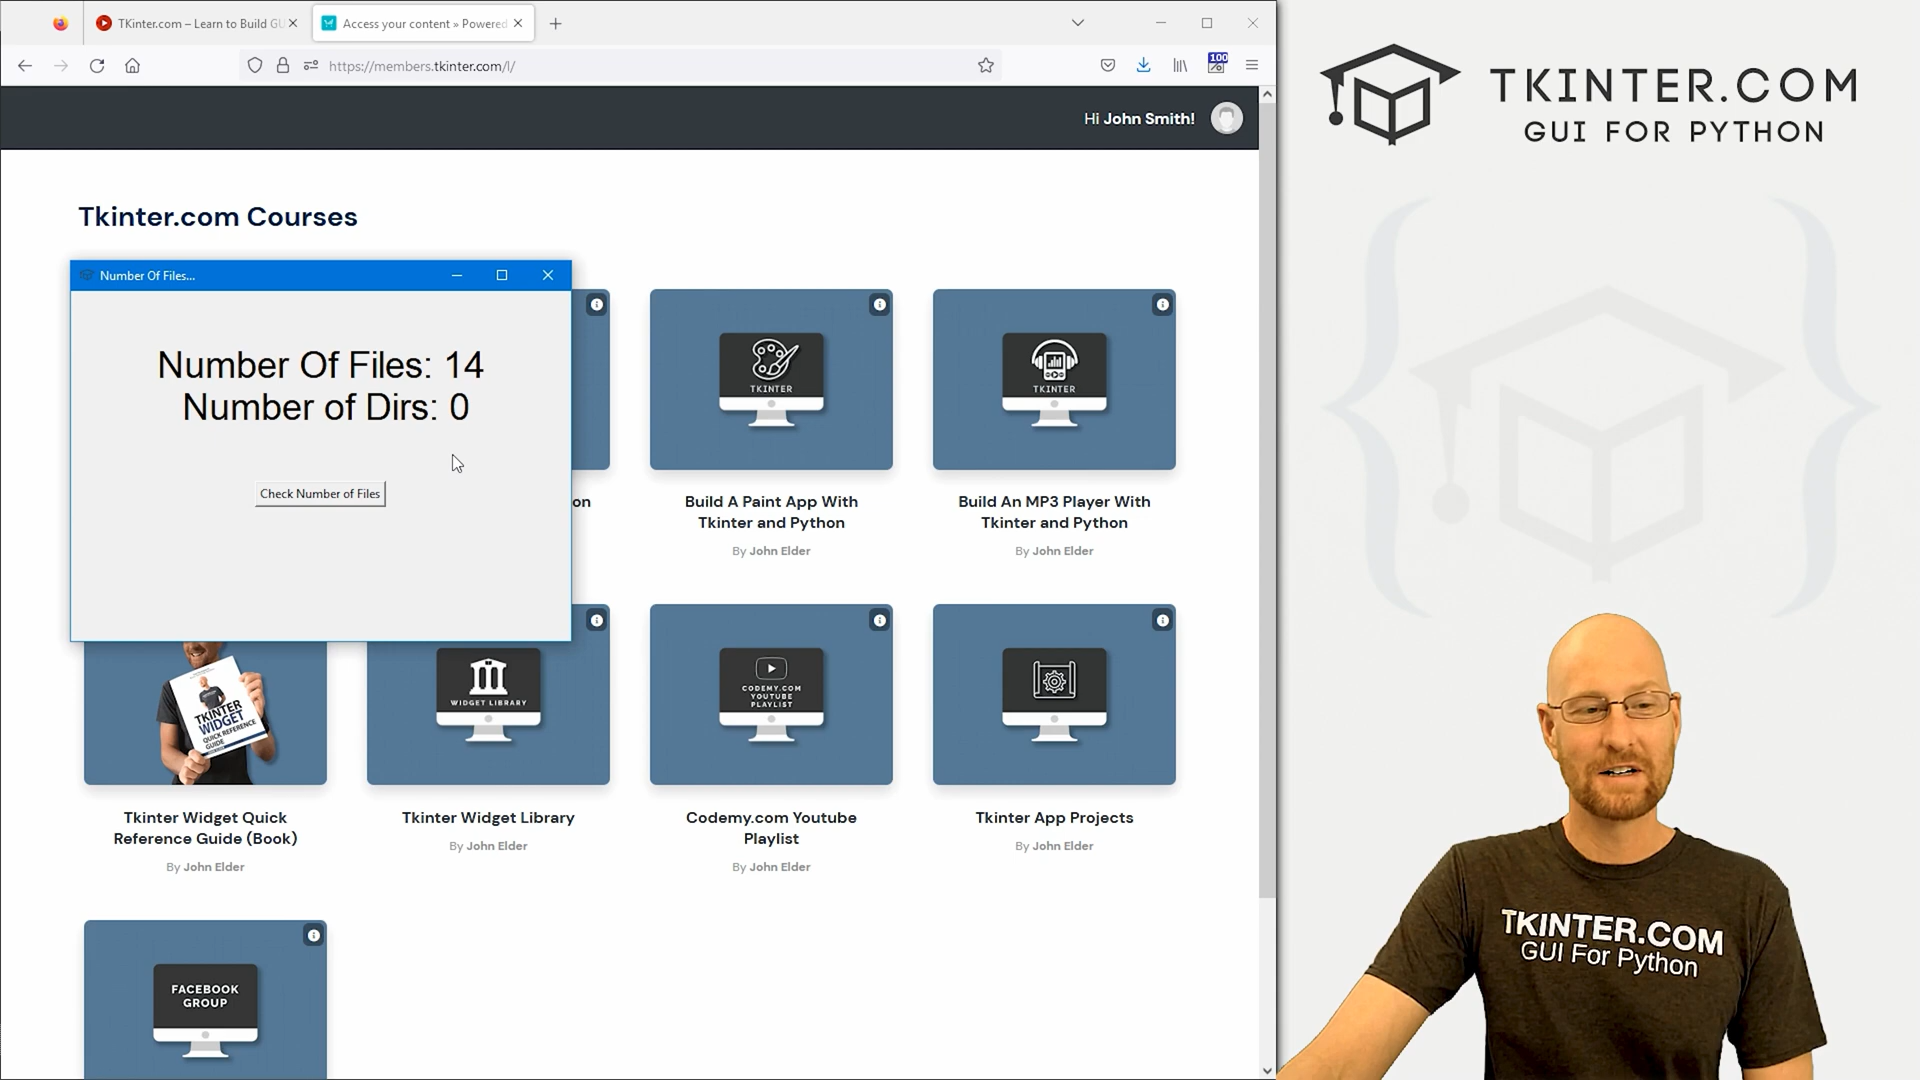 TKinter.com – Learn to Build GU
Access your content » Powered
https://members.tkinter.com/l/
100
Hi John Smith!
TKINTER.COM
GUI FOR PYTHON
Tkinter.com Courses
Number Of Files...
Number Of Files: 14
Number of Dirs: 0
Check Number of Files
TKINTER
TKINTER
on
Build A Paint App With
Tkinter and Python
By John Elder
Build An MP3 Player With
Tkinter and Python
By John Elder
TKINTER
WIDGET
QUICK REFERENCE
GUIDE
WIDGET LIBRARY
CODEMY.COM
YOUTUBE
PLAYLIST
Tkinter Widget Quick
Reference Guide (Book)
By John Elder
Tkinter Widget Library
By John Elder
Codemy.com Youtube
Playlist
By John Elder
Tkinter App Projects
By John Elder
FACEBOOK
GROUP
TKINTER.COM
GUI For Python